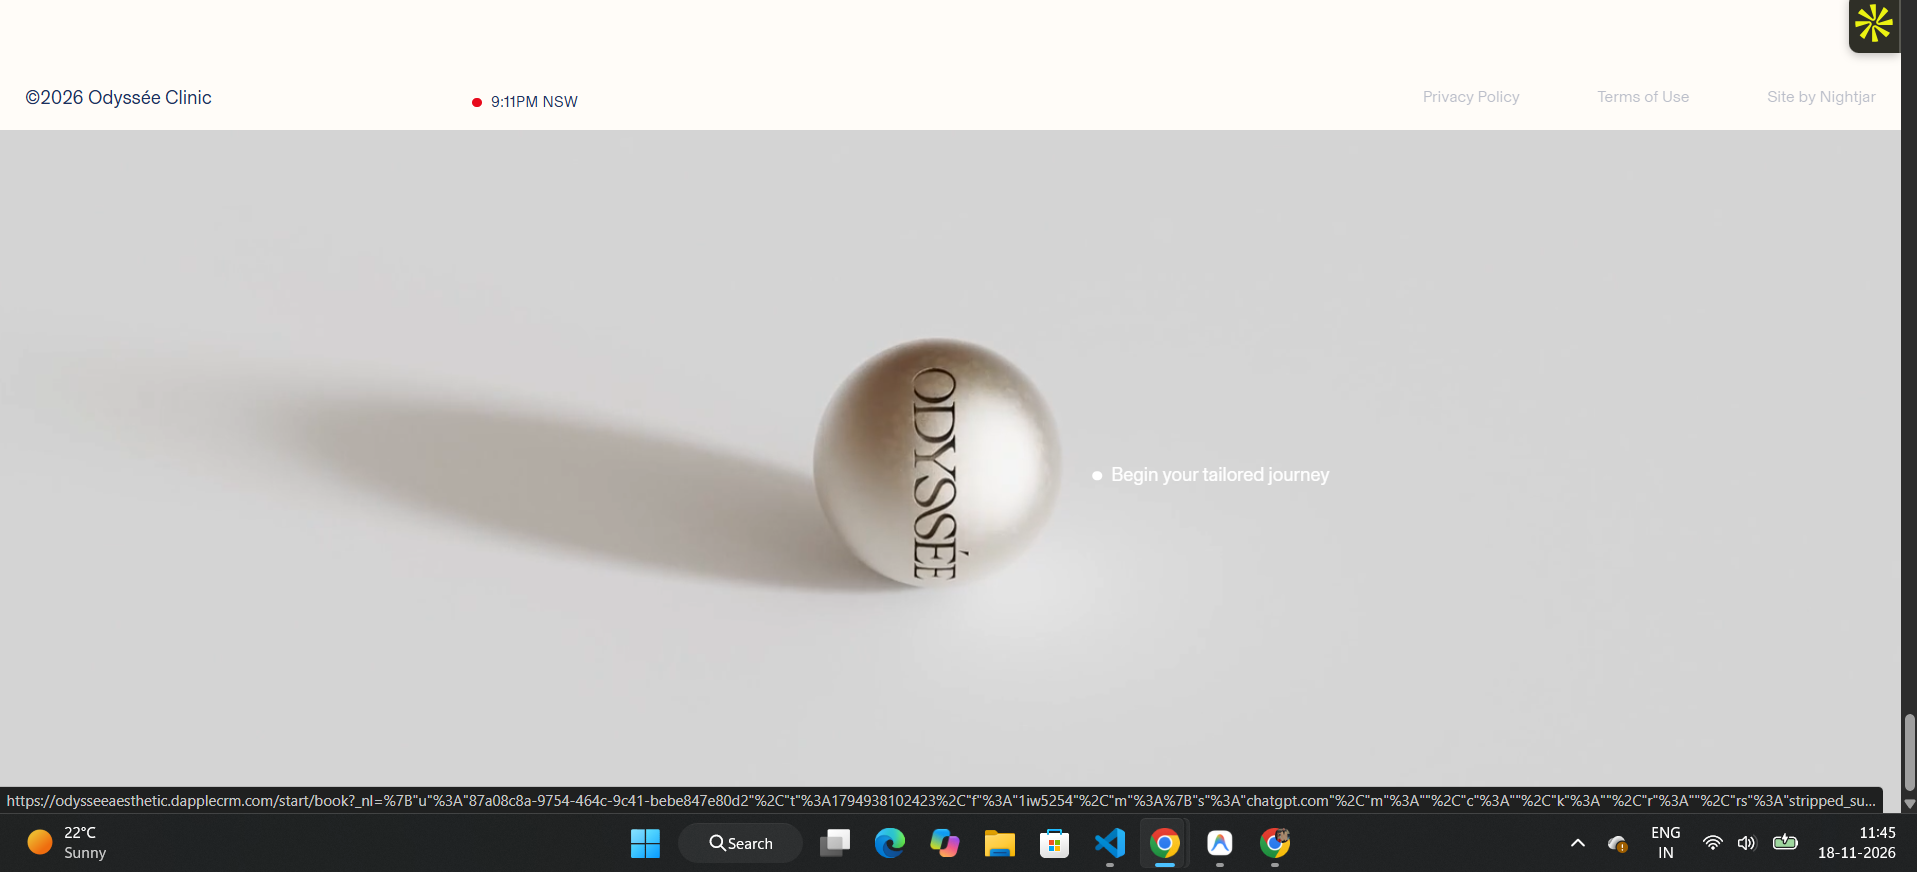 ©2026 Odyssée Clinic
9:11PM NSW
Privacy Policy
Terms of Use
Site by Nightjar
ODYSSÉE
Begin your tailored journey
https://odysseeaesthetic.dapplecrm.com/start/book?_nl=%7B"u"%3A"87a08c8a-9754-464c-9c41-bebe847e80d2"%2C"t"%3A1794938102423%2C"f"%3A"1iw5254"%2C"m"%3A%7B"s"%3A"chatgpt.com"%2C"m"%3A""%2C"c"%3A""%2C"k"%3A""%2C"r"%3A""%2C"rs"%3A"stripped_su...
22°C
Sunny
Search
ENG
IN
11:45
18-11-2026